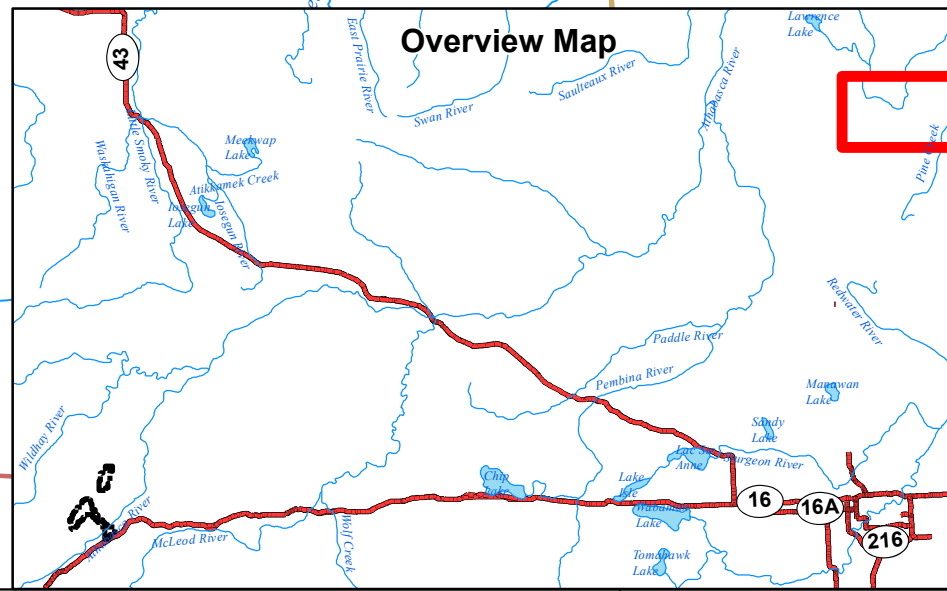 Overview Map
Lawrence
Lake
43
East Prairie River
Swan River
Saulteaux River
Athabasca River
Pine Creek
Waskahigan River
Little Smoky River
Meekwap
Lake
Atikkamek Creek
Iosegun
Lake
Iosegun River
Redwater River
Paddle River
Pembina River
Manawan
Lake
Sandy
Lake
Wildhay River
Lac Ste
Anne
Sturgeon River
Chip
Lake
Lake
Isle
Wabamun
Lake
16
16A
216
Athabasca River
McLeod River
Wolf Creek
Tomahawk
Lake